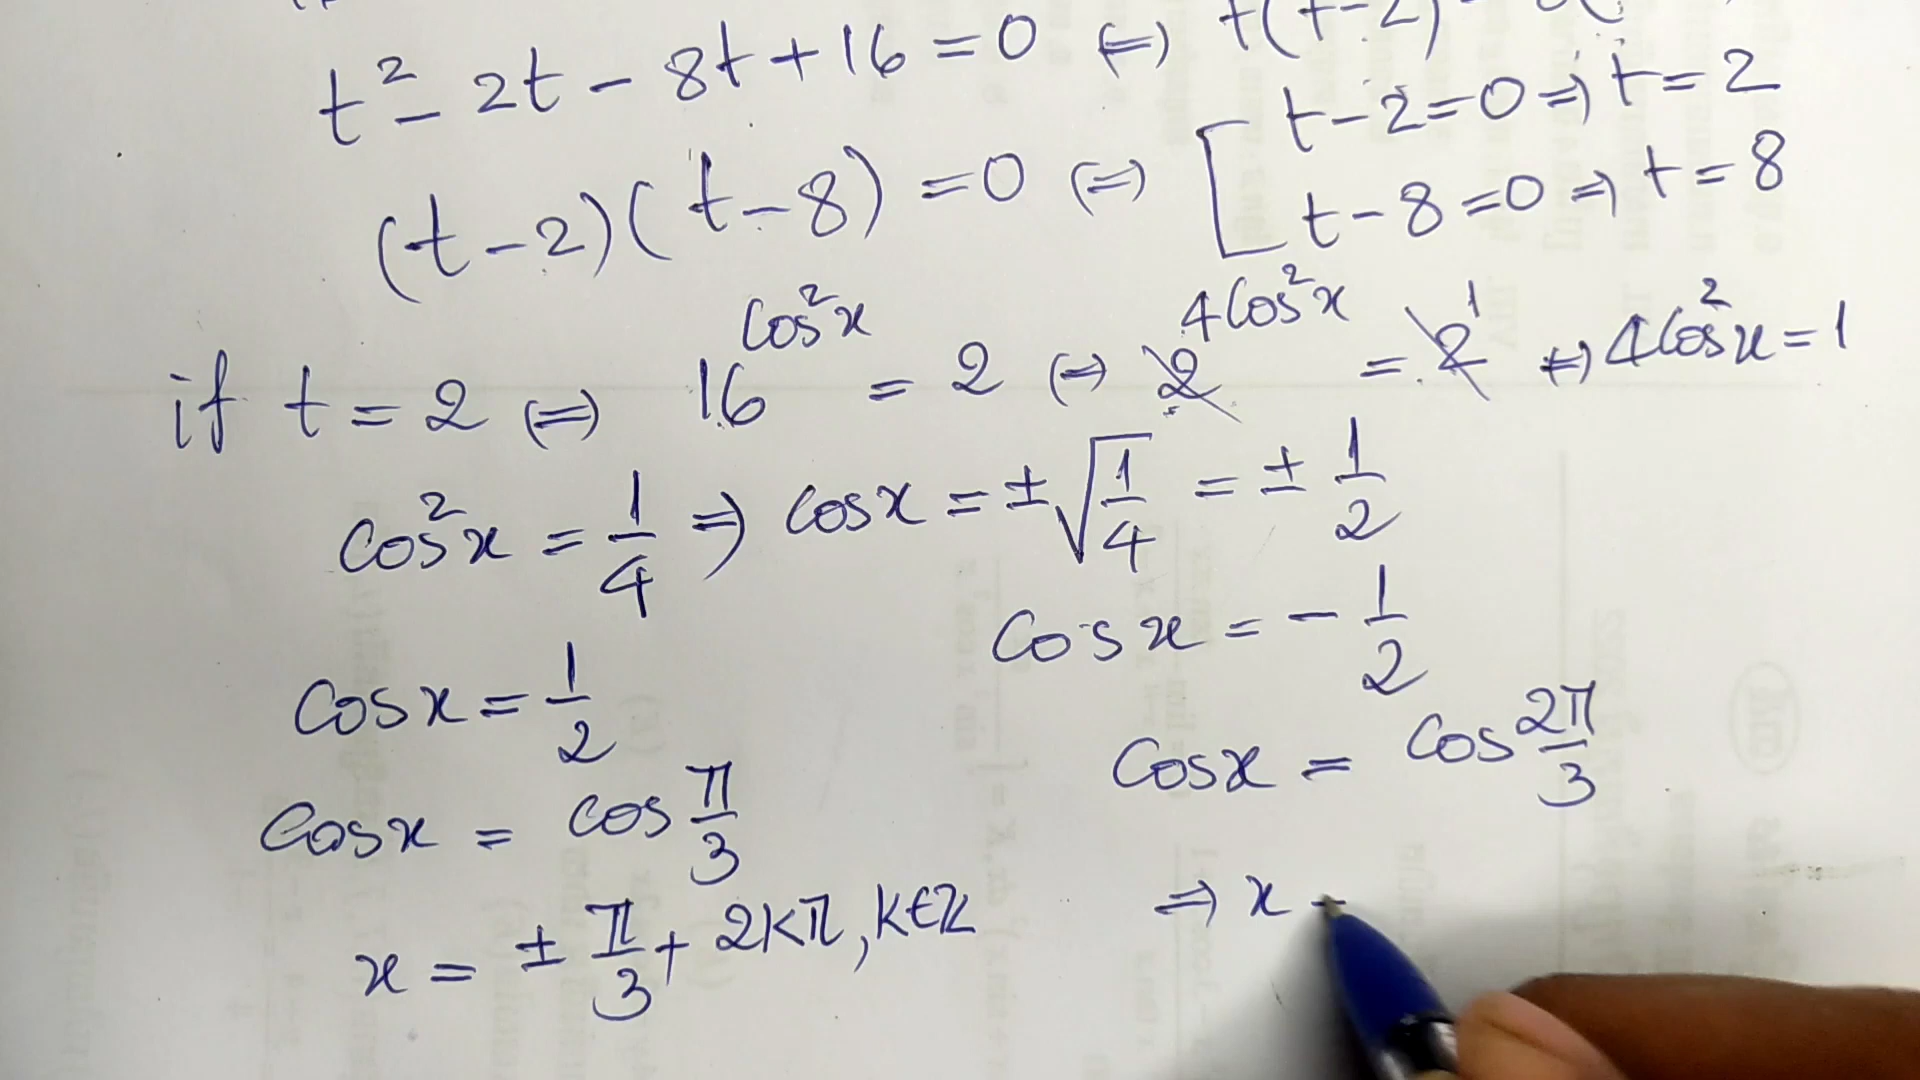 t² - 2t - 8t + 16 = 0 ⇔ t(t-2)
(t-2)(t-8) = 0 ⇔ [ t-2=0 ⇒ t=2
t-8=0 ⇒ t=8
if t = 2 ⇔ 16^cos²x = 2 ⇔ 2^4cos²x = 2^1 ⇔ 4cos²x = 1
cos²x = 1/4 ⇒ cosx = ±√(1/4) = ± 1/2
cosx = 1/2
cosx = cos π/3
x = ± π/3 + 2kπ, k∈ℤ
cosx = - 1/2
cosx = cos 2π/3
⇒ x